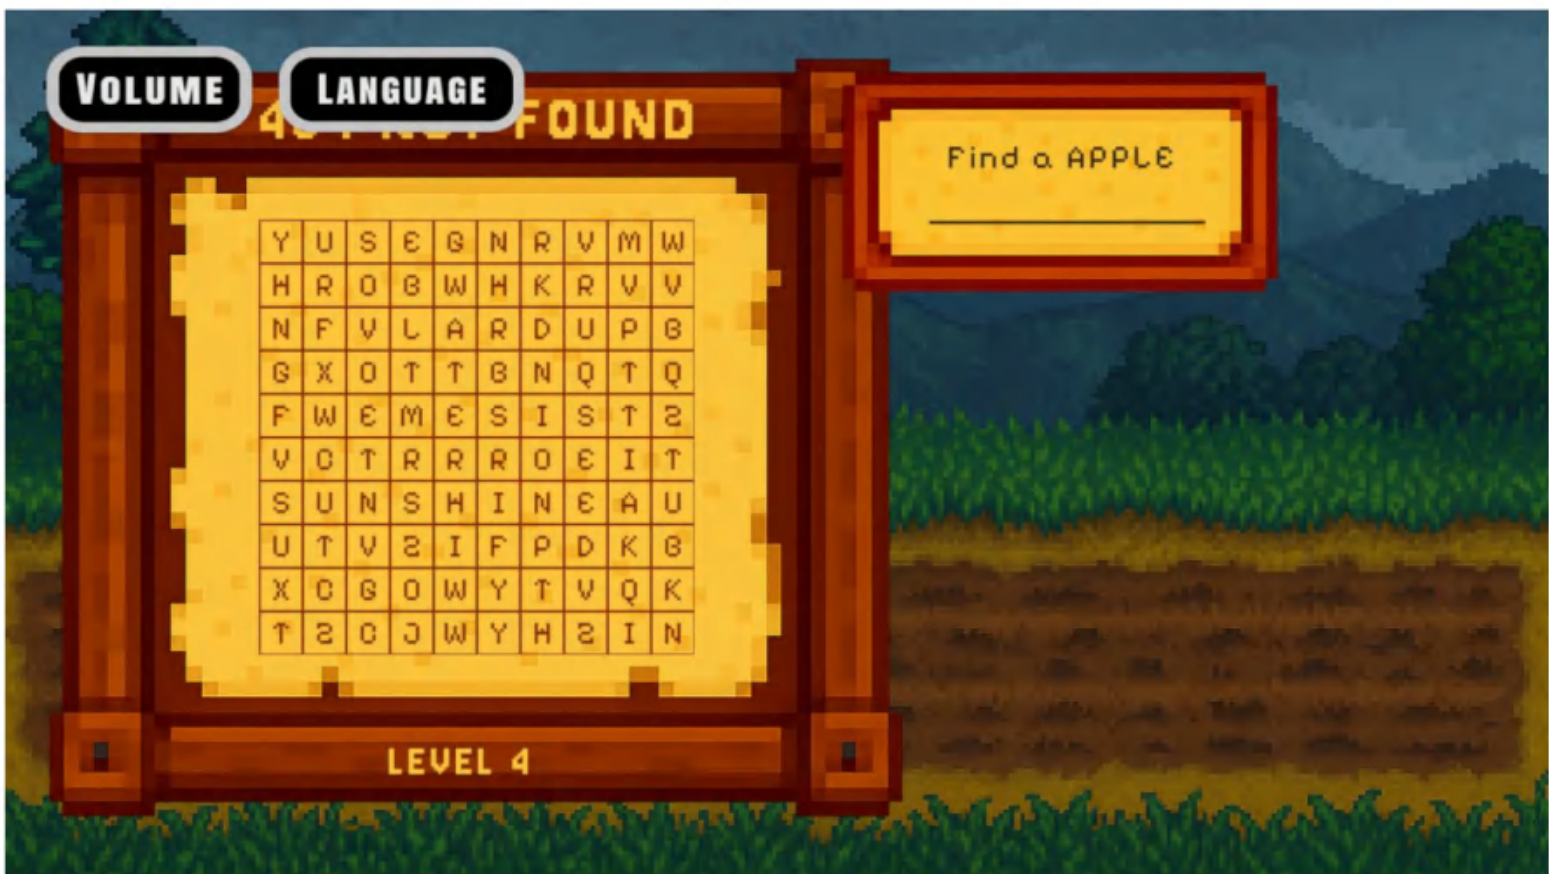 VOLUME
LANGUAGE
FOUND
Find a APPLE
Y U S E G N R V M W
H R O B W H K R V V
N F V L A R D U P B
G X O T T B N Q T Q
F W E M E S I S T Z
V C T R R R O E I T
S U N S H I N E A U
U T V Z I F P D K B
X C G O W Y T V Q K
T Z C J W Y H Z I N
LEVEL 4